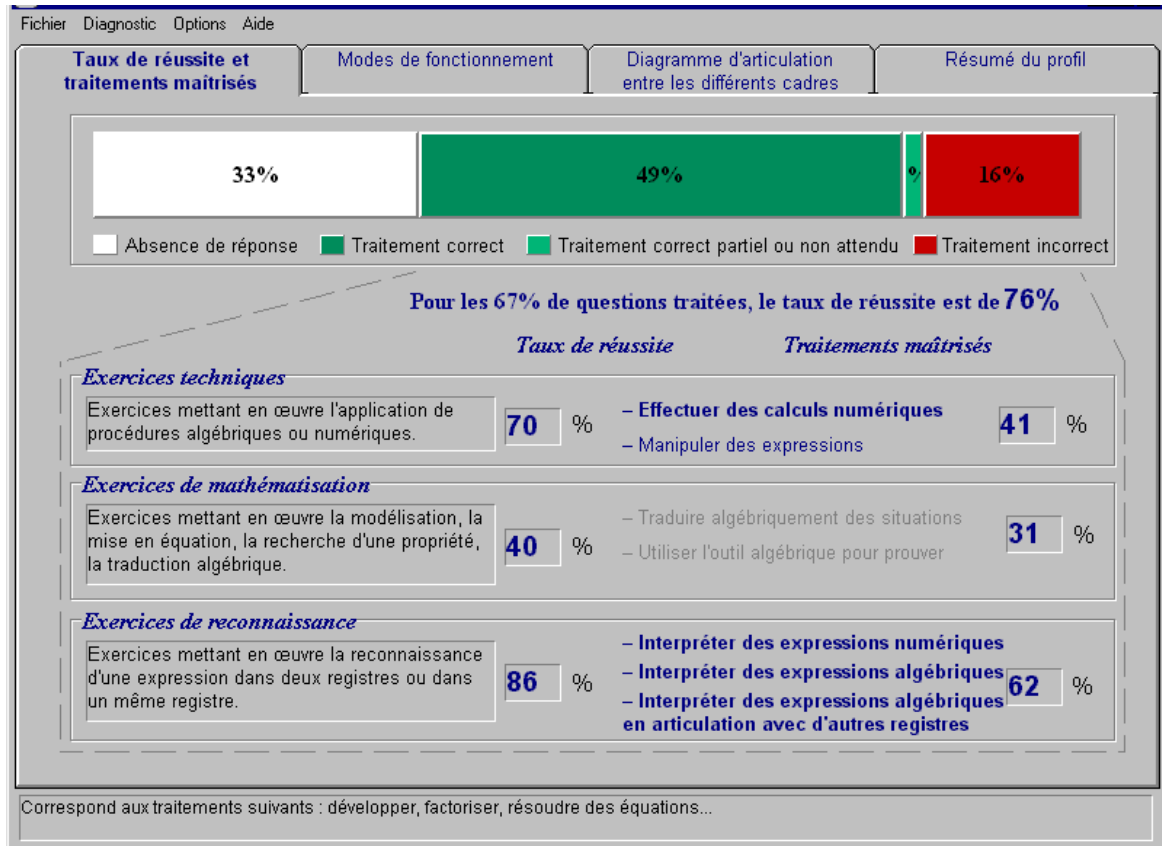 Fichier Diagnostic Options Aide
Taux de réussite et
traitements maîtrisés
Modes de fonctionnement
Diagramme d'articulation
entre les différents cadres
Résumé du profil
33%
49%
%
16%
Absence de réponse
Traitement correct
Traitement correct partiel ou non attendu
Traitement incorrect
Pour les 67% de questions traitées, le taux de réussite est de 76%
Taux de réussite
Traitements maîtrisés
Exercices techniques
Exercices mettant en œuvre l'application de
procédures algébriques ou numériques.
70 %
– Effectuer des calculs numériques
– Manipuler des expressions
41 %
Exercices de mathématisation
Exercices mettant en œuvre la modélisation, la
mise en équation, la recherche d'une propriété,
la traduction algébrique.
40 %
– Traduire algébriquement des situations
– Utiliser l'outil algébrique pour prouver
31 %
Exercices de reconnaissance
Exercices mettant en œuvre la reconnaissance
d'une expression dans deux registres ou dans
un même registre.
86 %
– Interpréter des expressions numériques
– Interpréter des expressions algébriques
– Interpréter des expressions algébriques
en articulation avec d'autres registres
62 %
Correspond aux traitements suivants : développer, factoriser, résoudre des équations...